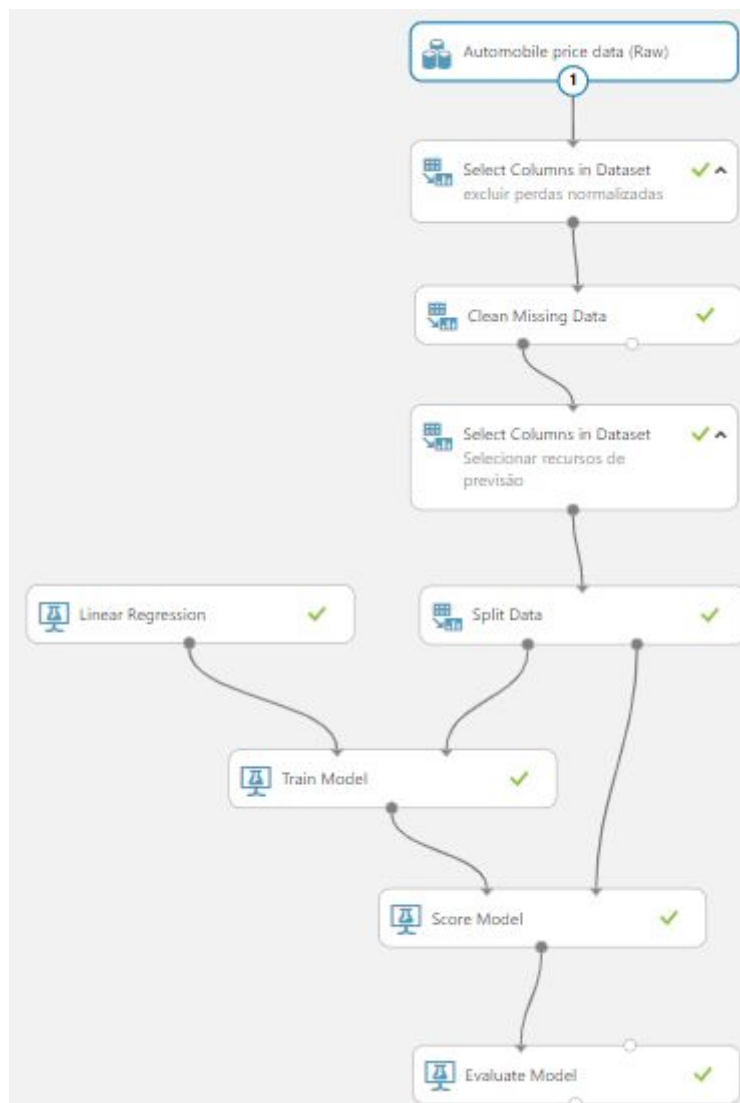 Automobile price data (Raw)
1
Select Columns in Dataset
excluir perdas normalizadas
Clean Missing Data
Select Columns in Dataset
Selecionar recursos de
previsão
Linear Regression
Split Data
Train Model
Score Model
Evaluate Model